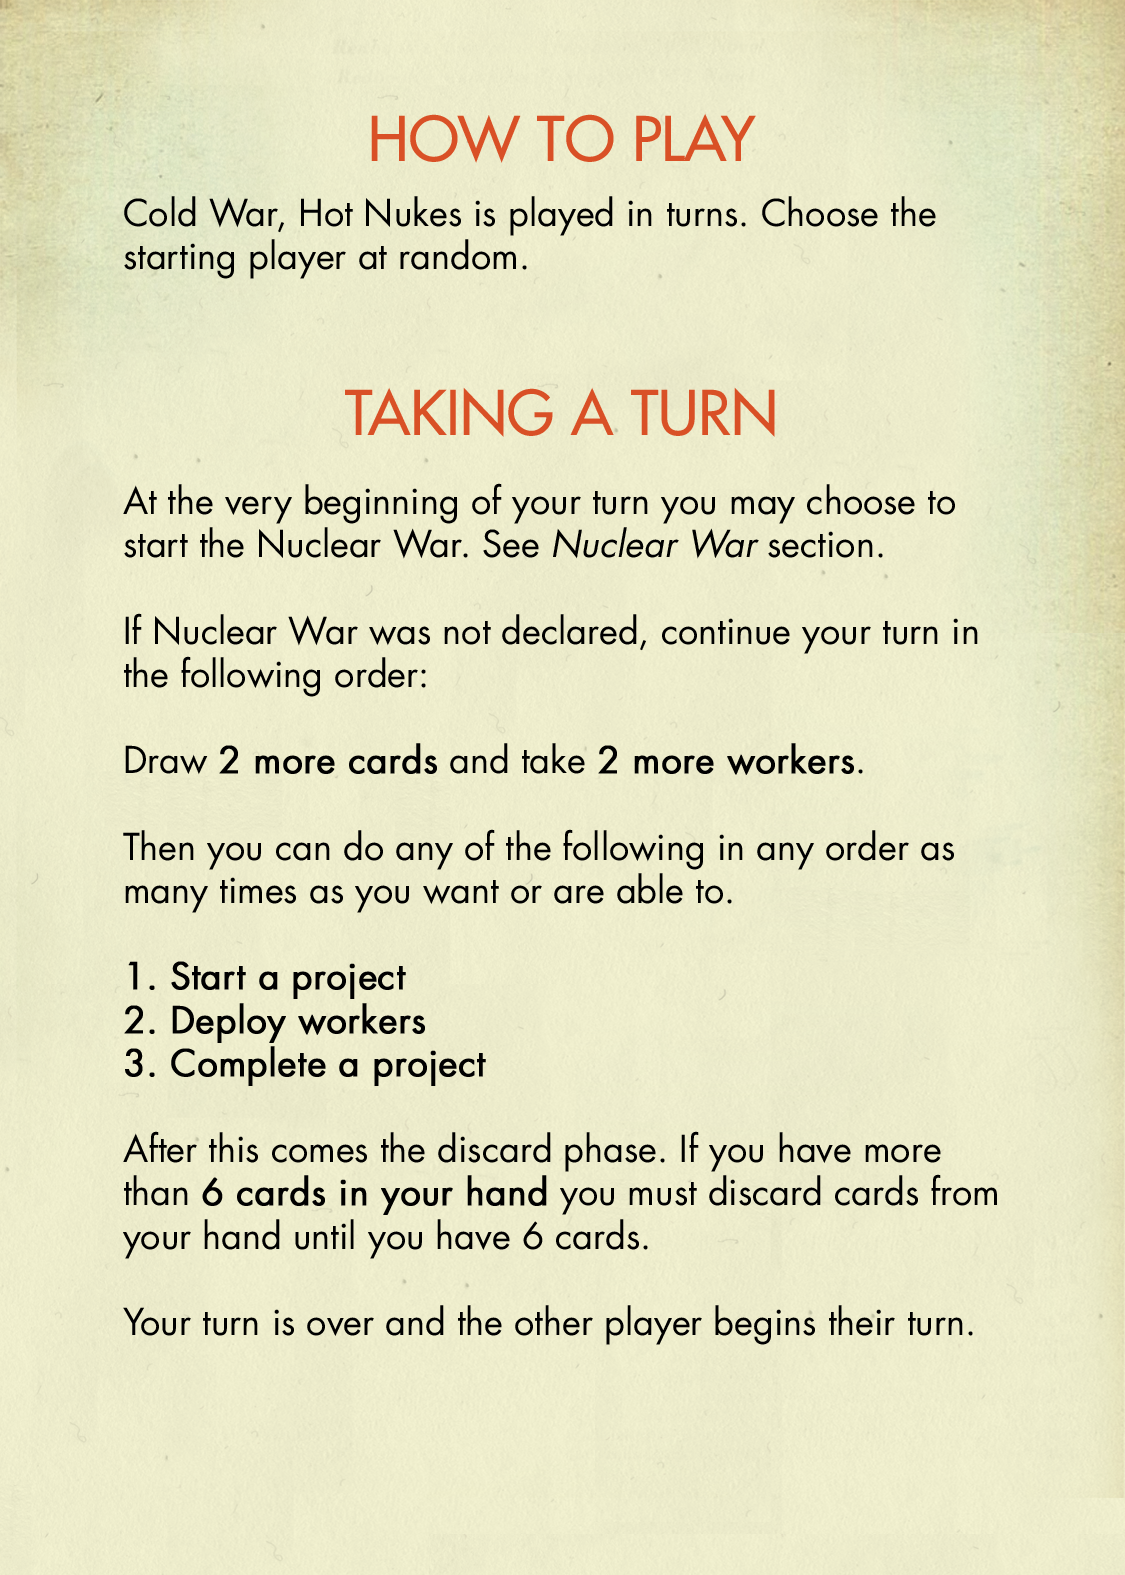 HOW TO PLAY
Cold War, Hot Nukes is played in turns. Choose the
starting player at random.
TAKING A TURN
At the very beginning of your turn you may choose to
start the Nuclear War. See Nuclear War section.
If Nuclear War was not declared, continue your turn in
the following order:
Draw 2 more cards and take 2 more workers.
Then you can do any of the following in any order as
many times as you want or are able to.
1. Start a project
2. Deploy workers
3. Complete a project
After this comes the discard phase. If you have more
than 6 cards in your hand you must discard cards from
your hand until you have 6 cards.
Your turn is over and the other player begins their turn.